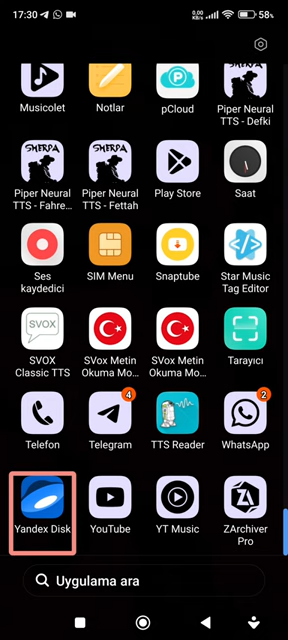 17:30
0,00
KB/s
58%
Musicolet
Notlar
pCloud
Piper Neural
TTS - Defki
SHERPA
Piper Neural
TTS - Fahre...
SHERPA
Piper Neural
TTS - Fettah
Play Store
Saat
Ses
kaydedici
SIM Menu
Snaptube
Star Music
Tag Editor
SVOX
SVOX
Classic TTS
SVox Metin
Okuma Mo...
SVox Metin
Okuma Mo...
Tarayıcı
Telefon
4
Telegram
TTS Reader
2
WhatsApp
Yandex Disk
YouTube
YT Music
ZArchiver
Pro
Uygulama ara